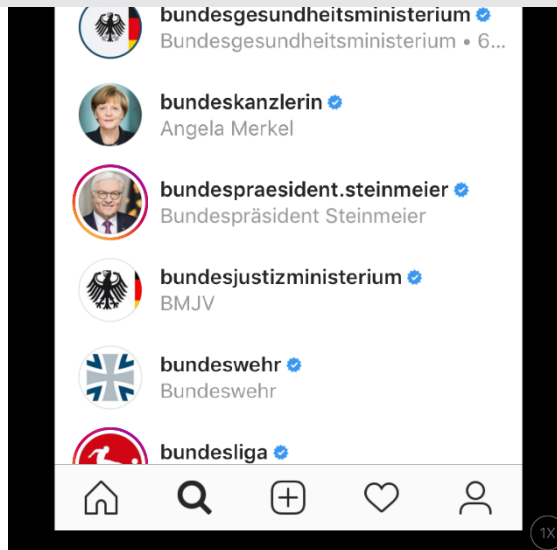 bundesgesundheitsministerium
Bundesgesundheitsministerium • 6...
bundeskanzlerin
Angela Merkel
bundespraesident.steinmeier
Bundespräsident Steinmeier
bundesjustizministerium
BMJV
bundeswehr
Bundeswehr
bundesliga
1X